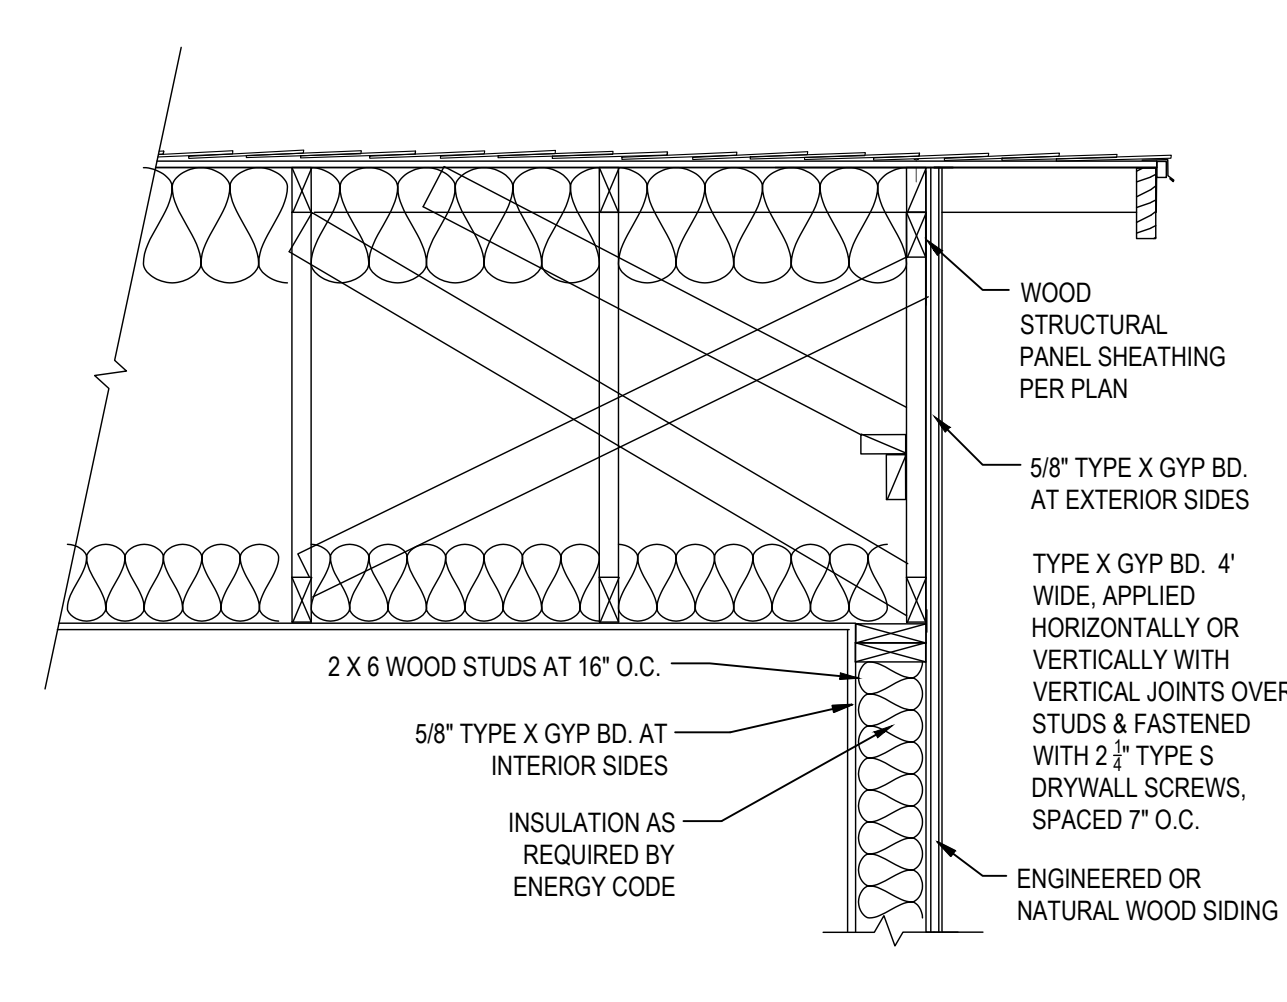 WOOD
STRUCTURAL
PANEL SHEATHING
PER PLAN
5/8" TYPE X GYP BD.
AT EXTERIOR SIDES
TYPE X GYP BD. 4'
WIDE, APPLIED
HORIZONTALLY OR
VERTICALLY WITH
VERTICAL JOINTS OVER
STUDS & FASTENED
WITH 2 1/4" TYPE S
DRYWALL SCREWS,
SPACED 7" O.C.
2 X 6 WOOD STUDS AT 16" O.C.
5/8" TYPE X GYP BD. AT
INTERIOR SIDES
INSULATION AS
REQUIRED BY
ENERGY CODE
ENGINEERED OR
NATURAL WOOD SIDING